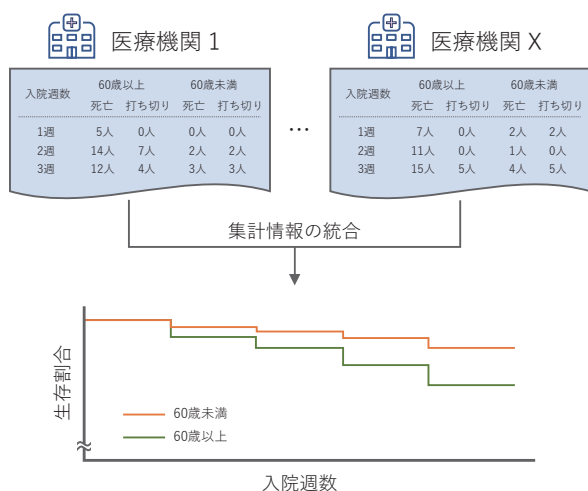 医療機関 1
医療機関 X
入院週数 60歳以上 60歳未満
死亡 打ち切り 死亡 打ち切り
1週 5人 0人 0人 0人
2週 14人 7人 2人 2人
3週 12人 4人 3人 3人
…
入院週数 60歳以上 60歳未満
死亡 打ち切り 死亡 打ち切り
1週 7人 0人 2人 2人
2週 11人 0人 1人 0人
3週 15人 5人 4人 5人
集計情報の統合
生存割合
60歳未満
60歳以上
入院週数